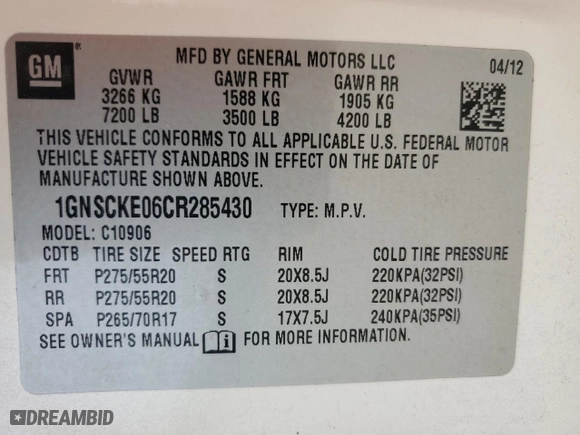 GM
MFD BY GENERAL MOTORS LLC
04/12
GVWR GAWR FRT GAWR RR
3266 KG 1588 KG 1905 KG
7200 LB 3500 LB 4200 LB
THIS VEHICLE CONFORMS TO ALL APPLICABLE U.S. FEDERAL MOTOR
VEHICLE SAFETY STANDARDS IN EFFECT ON THE DATE OF
MANUFACTURE SHOWN ABOVE.
1GNSCKE06CR285430 TYPE: M.P.V.
MODEL: C10906
CDTB TIRE SIZE SPEED RTG RIM COLD TIRE PRESSURE
FRT P275/55R20 S 20X8.5J 220KPA(32PSI)
RR P275/55R20 S 20X8.5J 220KPA(32PSI)
SPA P265/70R17 S 17X7.5J 240KPA(35PSI)
SEE OWNER'S MANUAL i FOR MORE INFORMATION.
DREAMBID